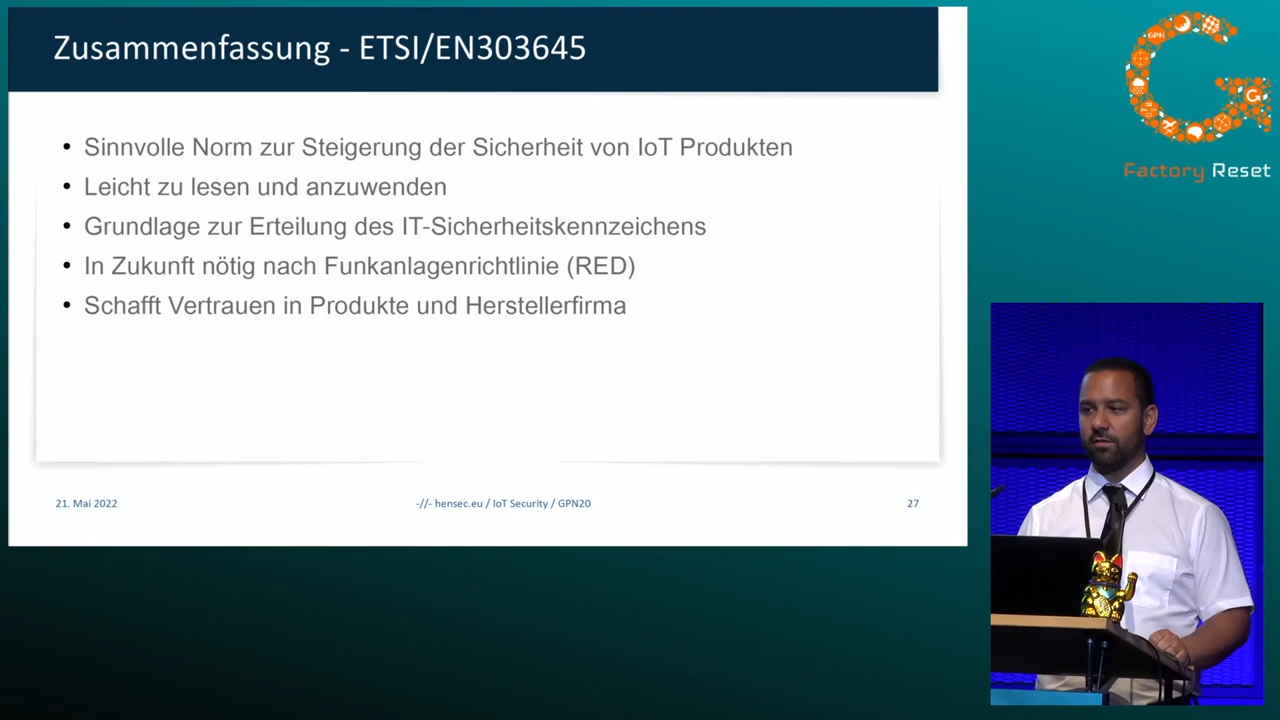 Zusammenfassung - ETSI/EN303645
Sinnvolle Norm zur Steigerung der Sicherheit von IoT Produkten
Leicht zu lesen und anzuwenden
Grundlage zur Erteilung des IT-Sicherheitskennzeichens
In Zukunft nötig nach Funkanlagenrichtlinie (RED)
Schafft Vertrauen in Produkte und Herstellerfirma
21. Mai 2022
-//- hensec.eu / IoT Security / GPN20
27
GPN
G
Factory Reset